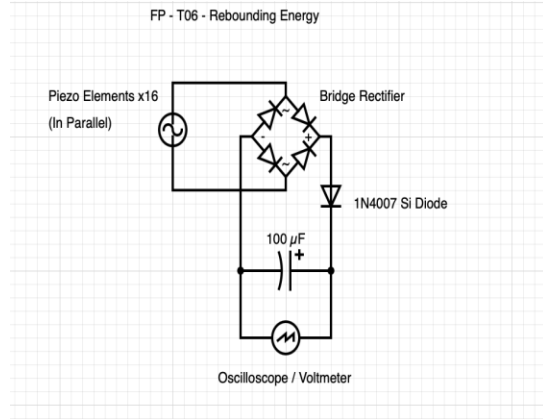 FP - T06 - Rebounding Energy
Piezo Elements x16
(In Parallel)
Bridge Rectifier
~
- +
~
1N4007 Si Diode
100 µF
+
Oscilloscope / Voltmeter